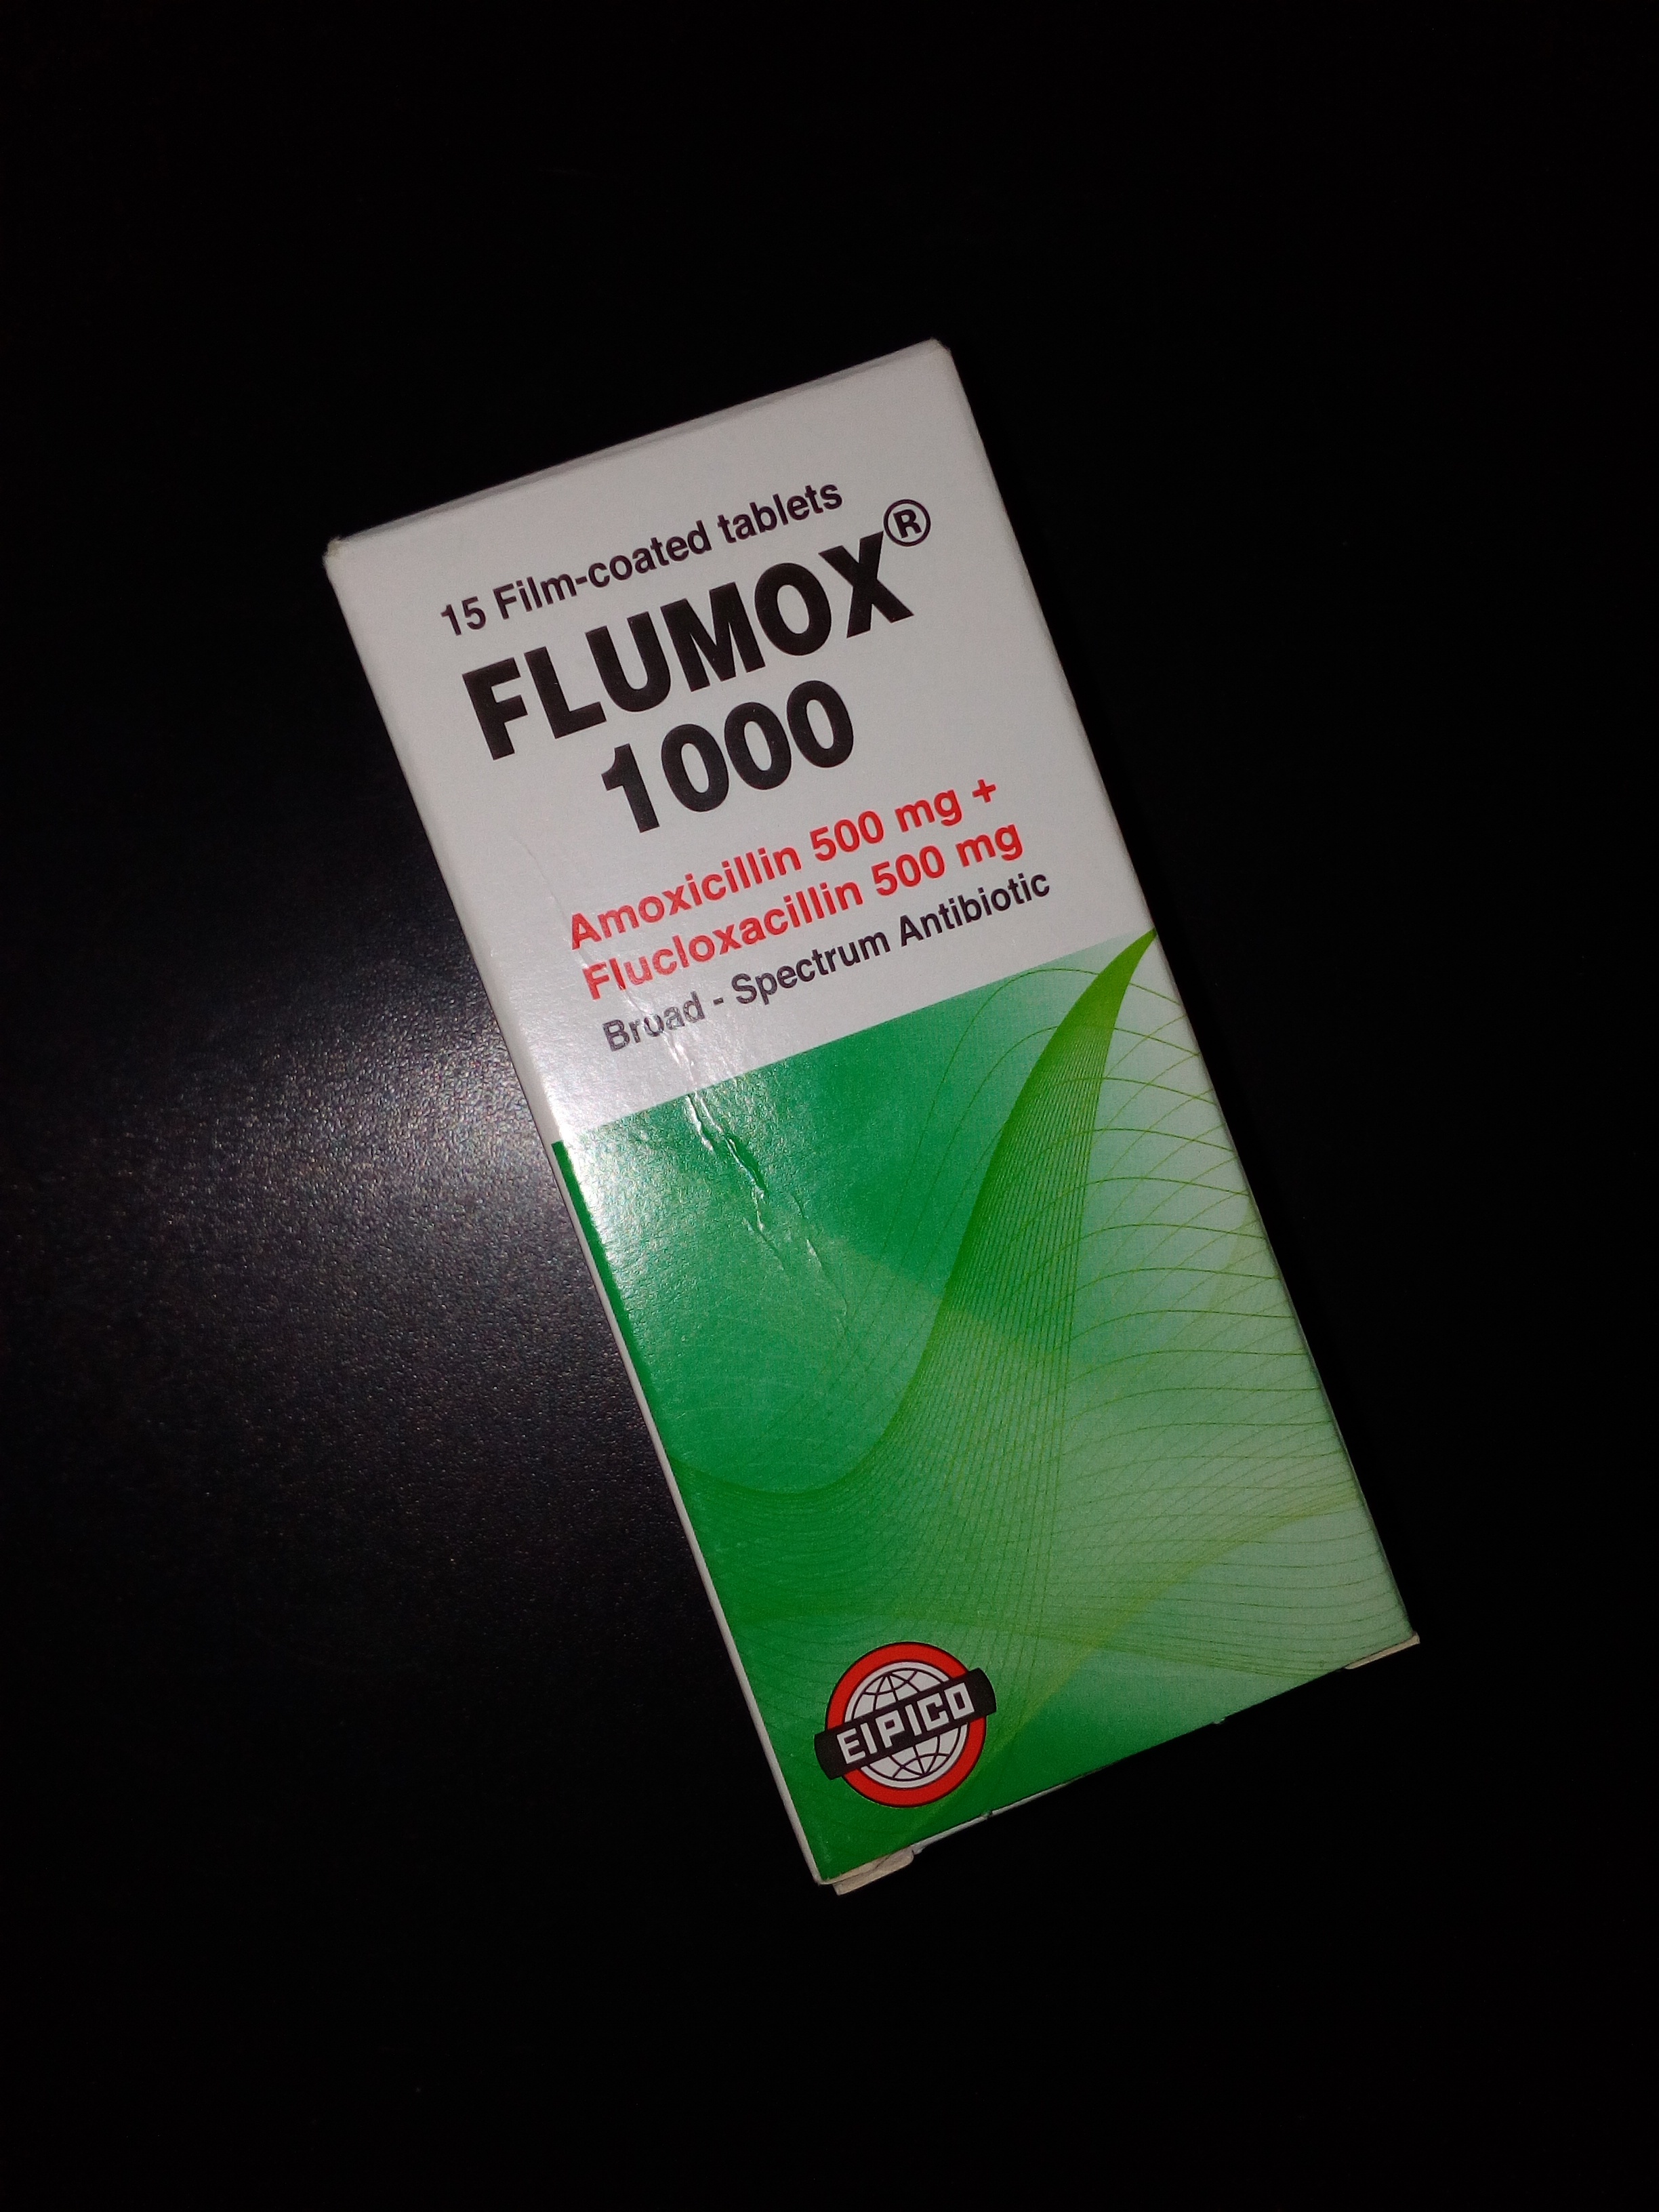 15 Film-coated tablets
FLUMOX®
1000
Amoxicillin 500 mg +
Flucloxacillin 500 mg
Broad - Spectrum Antibiotic
EIPICO